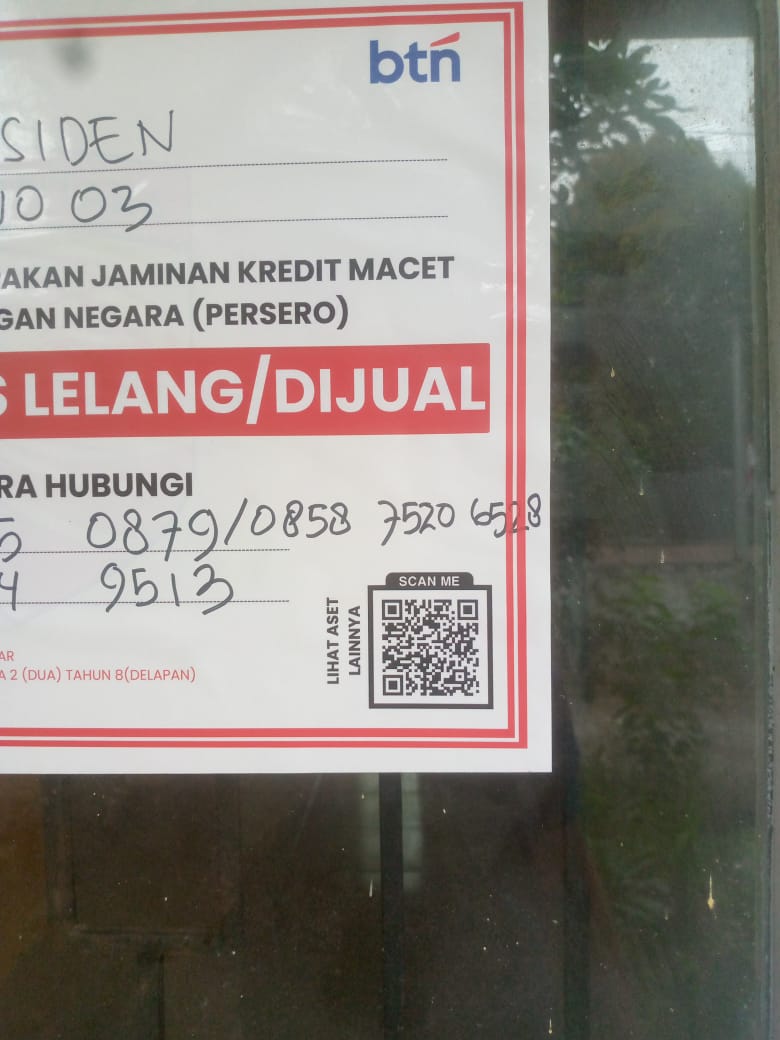 btn
SIDEN
10 03
AKAN JAMINAN KREDIT MACET
GAN NEGARA (PERSERO)
S LELANG/DIJUAL
RA HUBUNGI
5 0879/0858 7520 6528
4 9513
SCAN ME
LIHAT ASET
LAINNYA
AR
A 2 (DUA) TAHUN 8(DELAPAN)